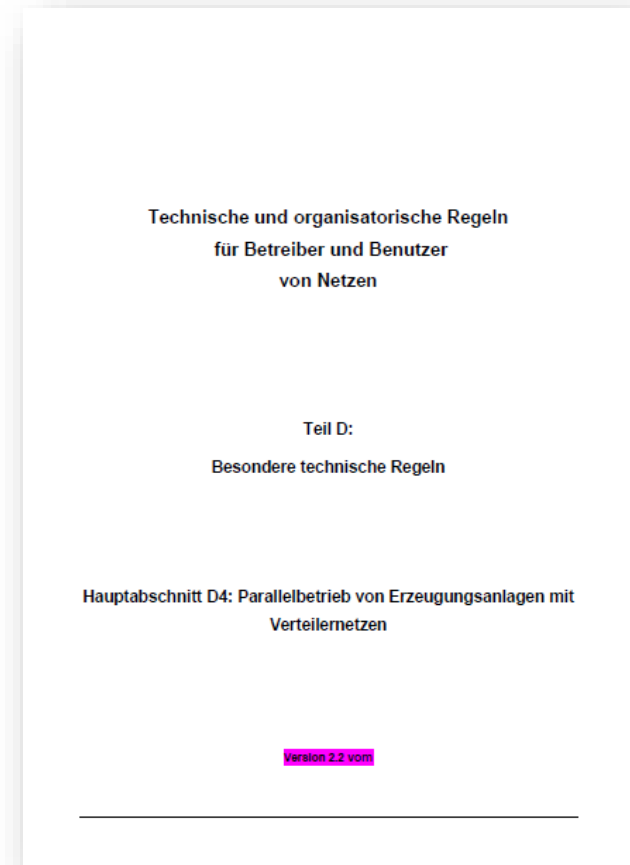 Technische und organisatorische Regeln
für Betreiber und Benutzer
von Netzen
Teil D:
Besondere technische Regeln
Hauptabschnitt D4: Parallelbetrieb von Erzeugungsanlagen mit
Verteilernetzen
Version 2.2 vom